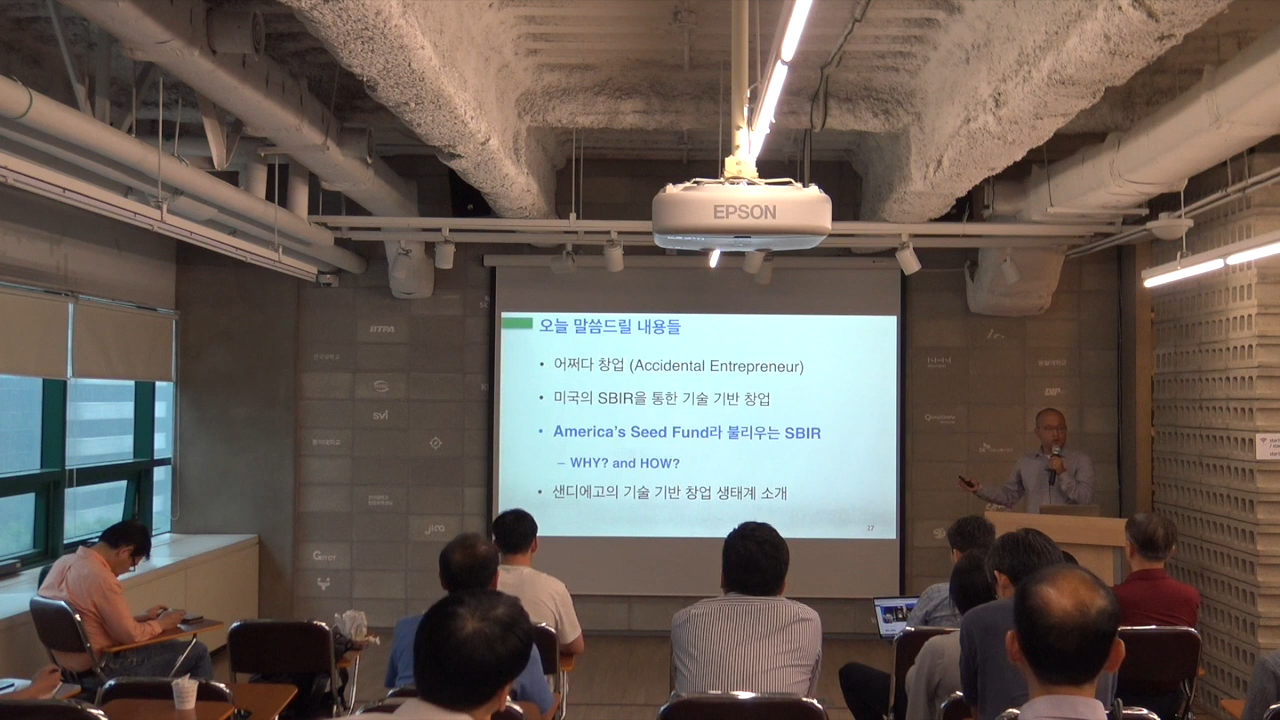 EPSON
오늘 말씀드릴 내용들
• 어쩌다 창업 (Accidental Entrepreneur)
• 미국의 SBIR을 통한 기술 기반 창업
• America's Seed Fund라 불리우는 SBIR
– WHY? and HOW?
• 샌디에고의 기술 기반 창업 생태계 소개
27
svi
jira